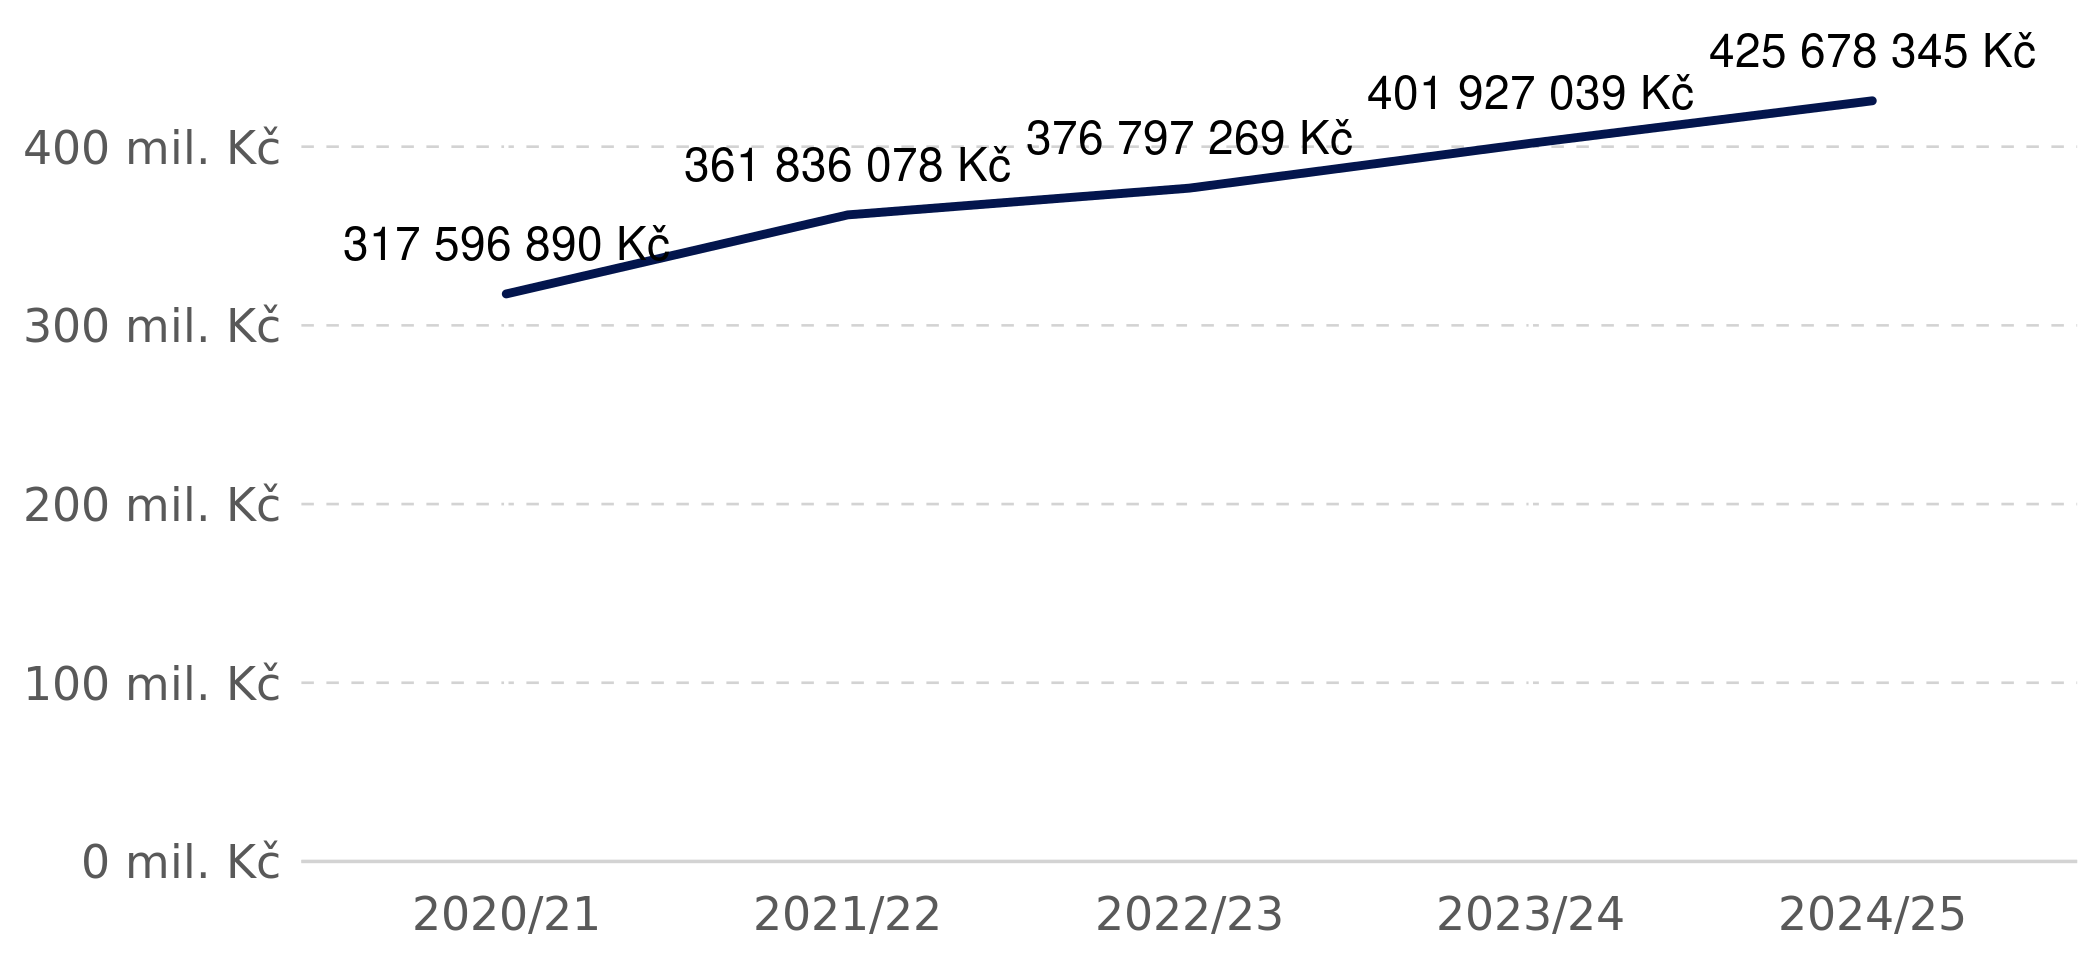 425 678 345 Kč
401 927 039 Kč
376 797 269 Kč
361 836 078 Kč
317 596 890 Kč
400 mil. Kč
300 mil. Kč
200 mil. Kč
100 mil. Kč
0 mil. Kč
2020/21 2021/22 2022/23 2023/24 2024/25